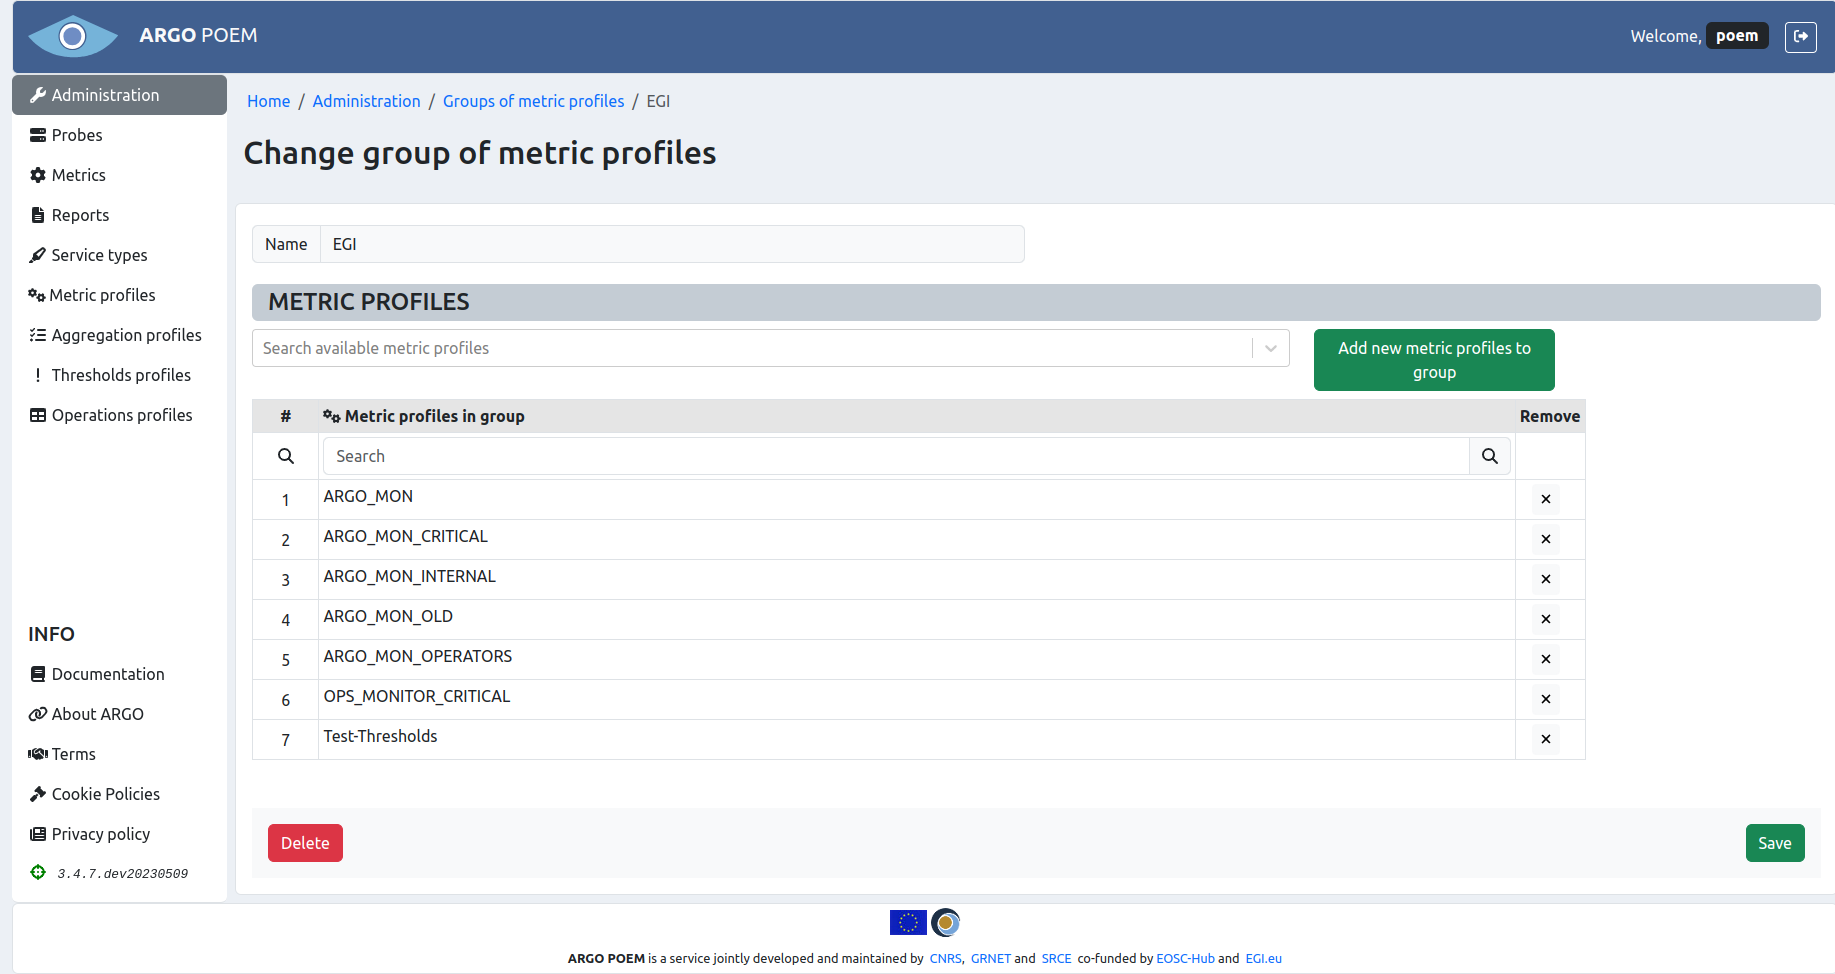 ARGO POEM
Welcome, poem
Administration
Probes
Metrics
Reports
Service types
Metric profiles
Aggregation profiles
Thresholds profiles
Operations profiles
INFO
Documentation
About ARGO
Terms
Cookie Policies
Privacy policy
3.4.7.dev20230509
Home / Administration / Groups of metric profiles / EGI
Change group of metric profiles
Name EGI
METRIC PROFILES
Search available metric profiles
Add new metric profiles to
group
# Metric profiles in group Remove
Search
1 ARGO_MON
2 ARGO_MON_CRITICAL
3 ARGO_MON_INTERNAL
4 ARGO_MON_OLD
5 ARGO_MON_OPERATORS
6 OPS_MONITOR_CRITICAL
7 Test-Thresholds
Delete
Save
ARGO POEM is a service jointly developed and maintained by CNRS, GRNET and SRCE co-funded by EOSC-Hub and EGI.eu